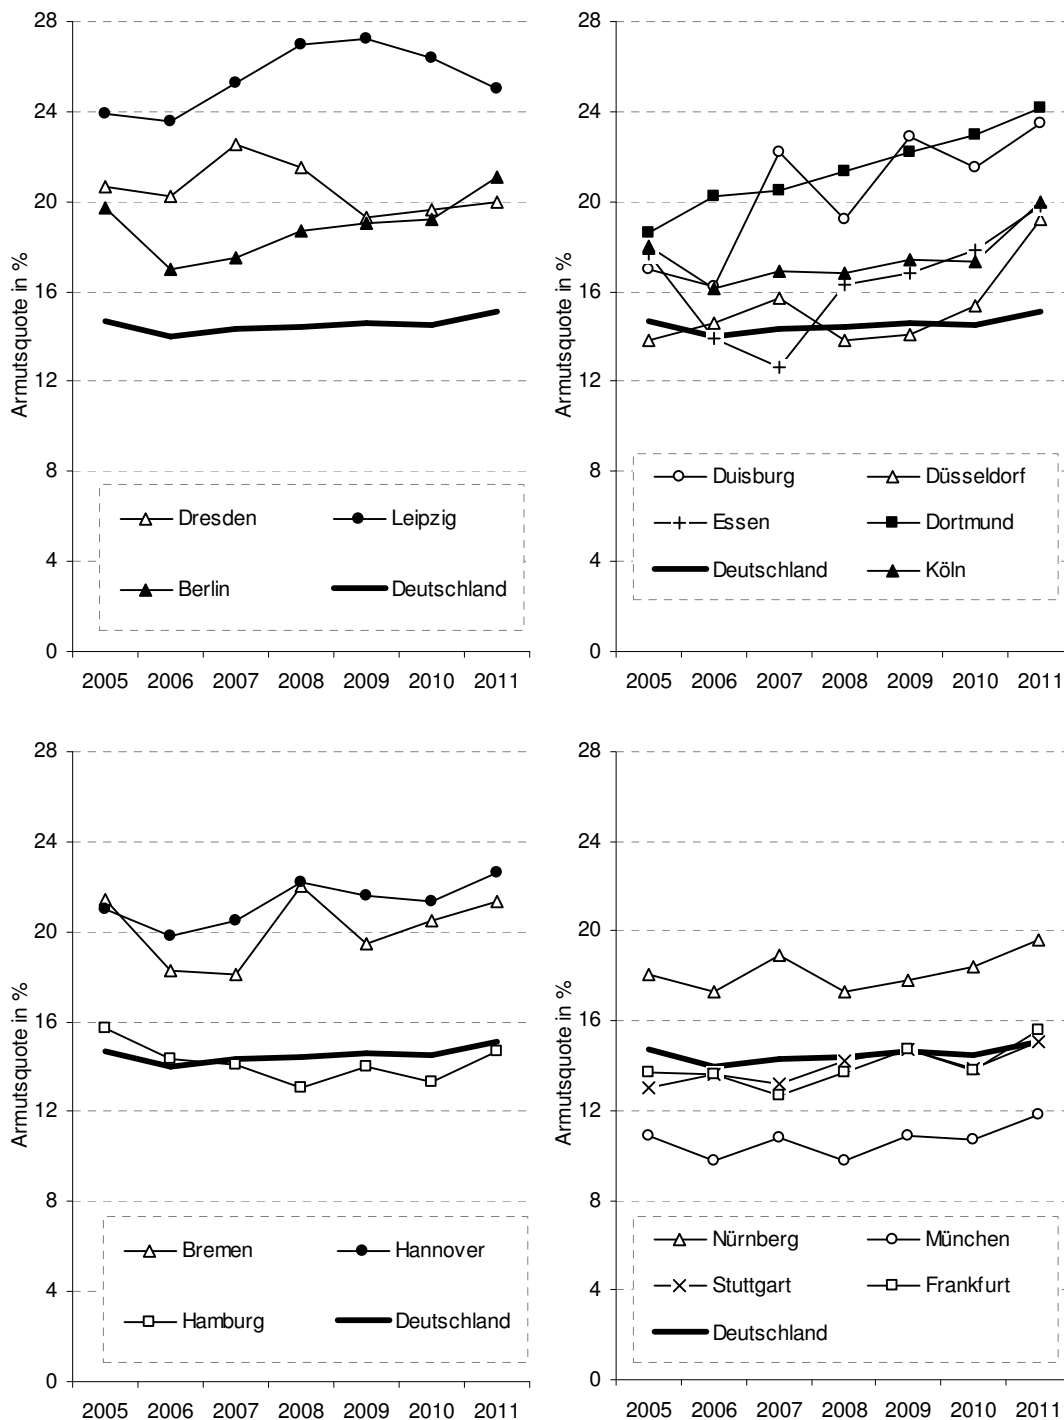 28
24
20
16
12
8
4
0
Armutsquote in %
Dresden Leipzig
Berlin Deutschland
2005 2006 2007 2008 2009 2010 2011
28
24
20
16
12
8
4
0
Armutsquote in %
Duisburg Düsseldorf
Essen Dortmund
Deutschland Köln
2005 2006 2007 2008 2009 2010 2011
28
24
20
16
12
8
4
0
Armutsquote in %
Bremen Hannover
Hamburg Deutschland
2005 2006 2007 2008 2009 2010 2011
28
24
20
16
12
8
4
0
Armutsquote in %
Nürnberg München
Stuttgart Frankfurt
Deutschland
2005 2006 2007 2008 2009 2010 2011